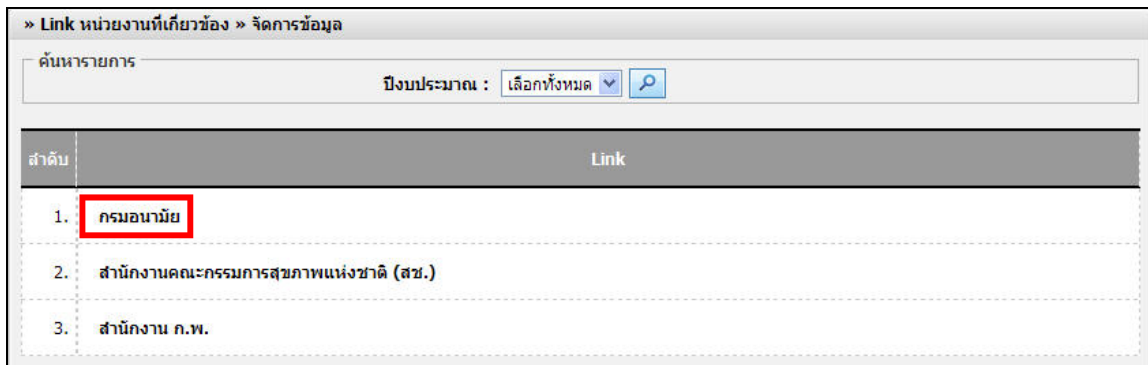 » Link หน่วยงานที่เกี่ยวข้อง » จัดการข้อมูล
ค้นหารายการ
ปีงบประมาณ : เลือกทั้งหมด
ลำดับ Link
1. กรมอนามัย
2. สำนักงานคณะกรรมการสุขภาพแห่งชาติ (สช.)
3. สำนักงาน ก.พ.